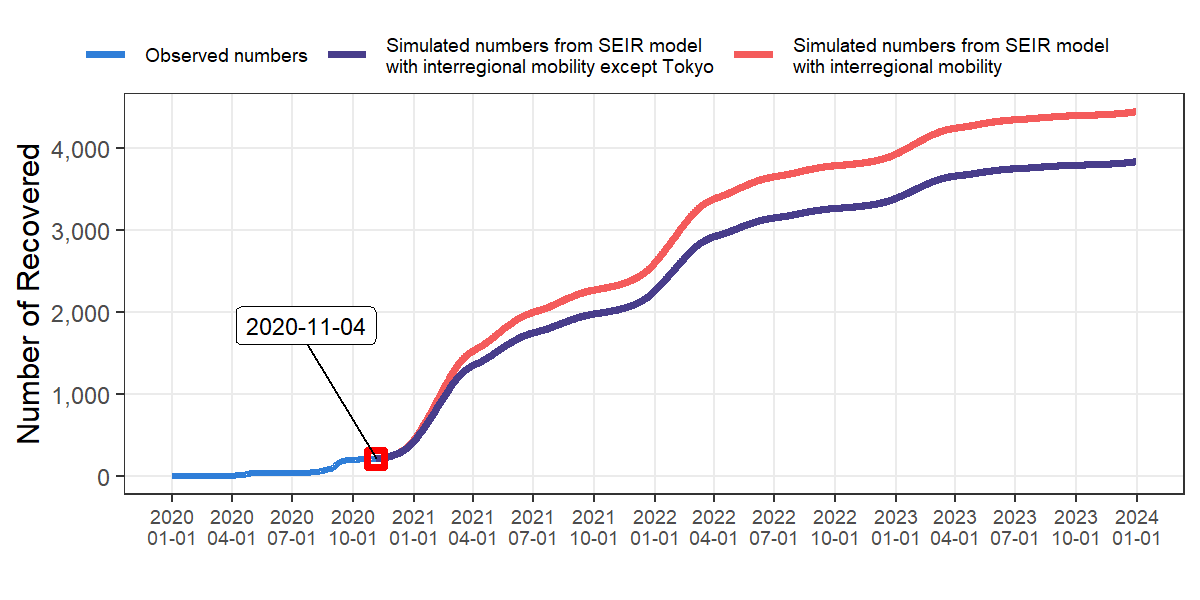 Observed numbers
Simulated numbers from SEIR model
with interregional mobility except Tokyo
Simulated numbers from SEIR model
with interregional mobility
Number of Recovered
4,000
3,000
2,000
1,000
0
2020-11-04
2020 2020 2020 2020 2021 2021 2021 2021 2022 2022 2022 2022 2023 2023 2023 2023 2024
01-01 04-01 07-01 10-01 01-01 04-01 07-01 10-01 01-01 04-01 07-01 10-01 01-01 04-01 07-01 10-01 01-01